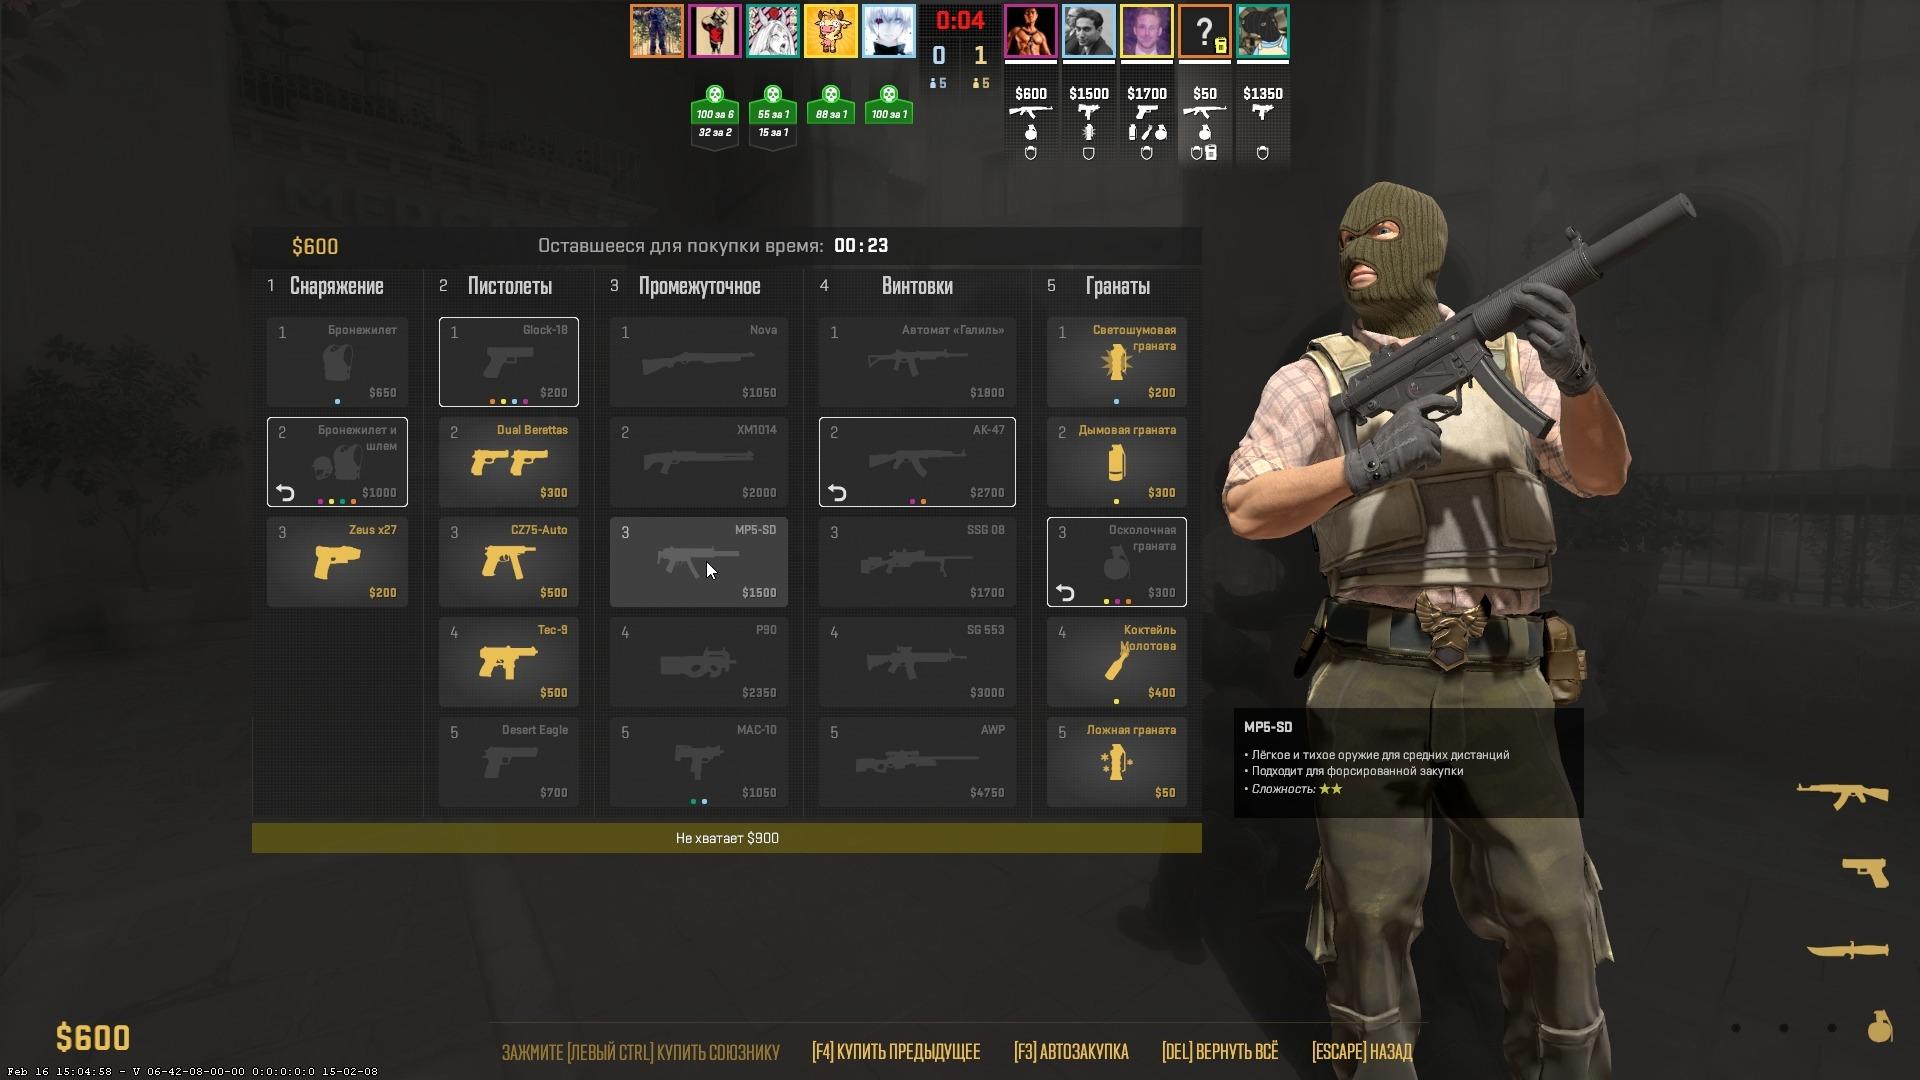 0:04
0 1
5 5
100 за 6
32 за 2
55 за 1
15 за 1
88 за 1
100 за 1
$600 $1500 $1700 $50 $1350
?
$600
Оставшееся для покупки время: 00:23
1 Снаряжение
2 Пистолеты
3 Промежуточное
4 Винтовки
5 Гранаты
1 Бронежилет
$650
2 Бронежилет и
шлем
$1000
3 Zeus x27
$200
1 Glock-18
$200
2 Dual Berettas
$300
3 CZ75-Auto
$500
4 Tec-9
$500
5 Desert Eagle
$700
1 Nova
$1050
2 XM1014
$2000
3 MP5-SD
$1500
4 P90
$2350
5 MAC-10
$1050
1 Автомат «Галиль»
$1800
2 AK-47
$2700
3 SSG 08
$1700
4 SG 553
$3000
5 AWP
$4750
1 Светошумовая
граната
$200
2 Дымовая граната
$300
3 Осколочная
граната
$300
4 Коктейль
Молотова
$400
5 Ложная граната
$50
Не хватает $900
MP5-SD
• Лёгкое и тихое оружие для средних дистанций
• Подходит для форсированной закупки
• Сложность: ★★
$600
ЗАЖМИТЕ [ЛЕВЫЙ CTRL] КУПИТЬ СОЮЗНИКУ
[F4] КУПИТЬ ПРЕДЫДУЩЕЕ
[F3] АВТОЗАКУПКА
[DEL] ВЕРНУТЬ ВСЁ
[ESCAPE] НАЗАД
Feb 16 15:04:58 - V 06-42-08-00-00 0:0:0:0:0 15-02-08